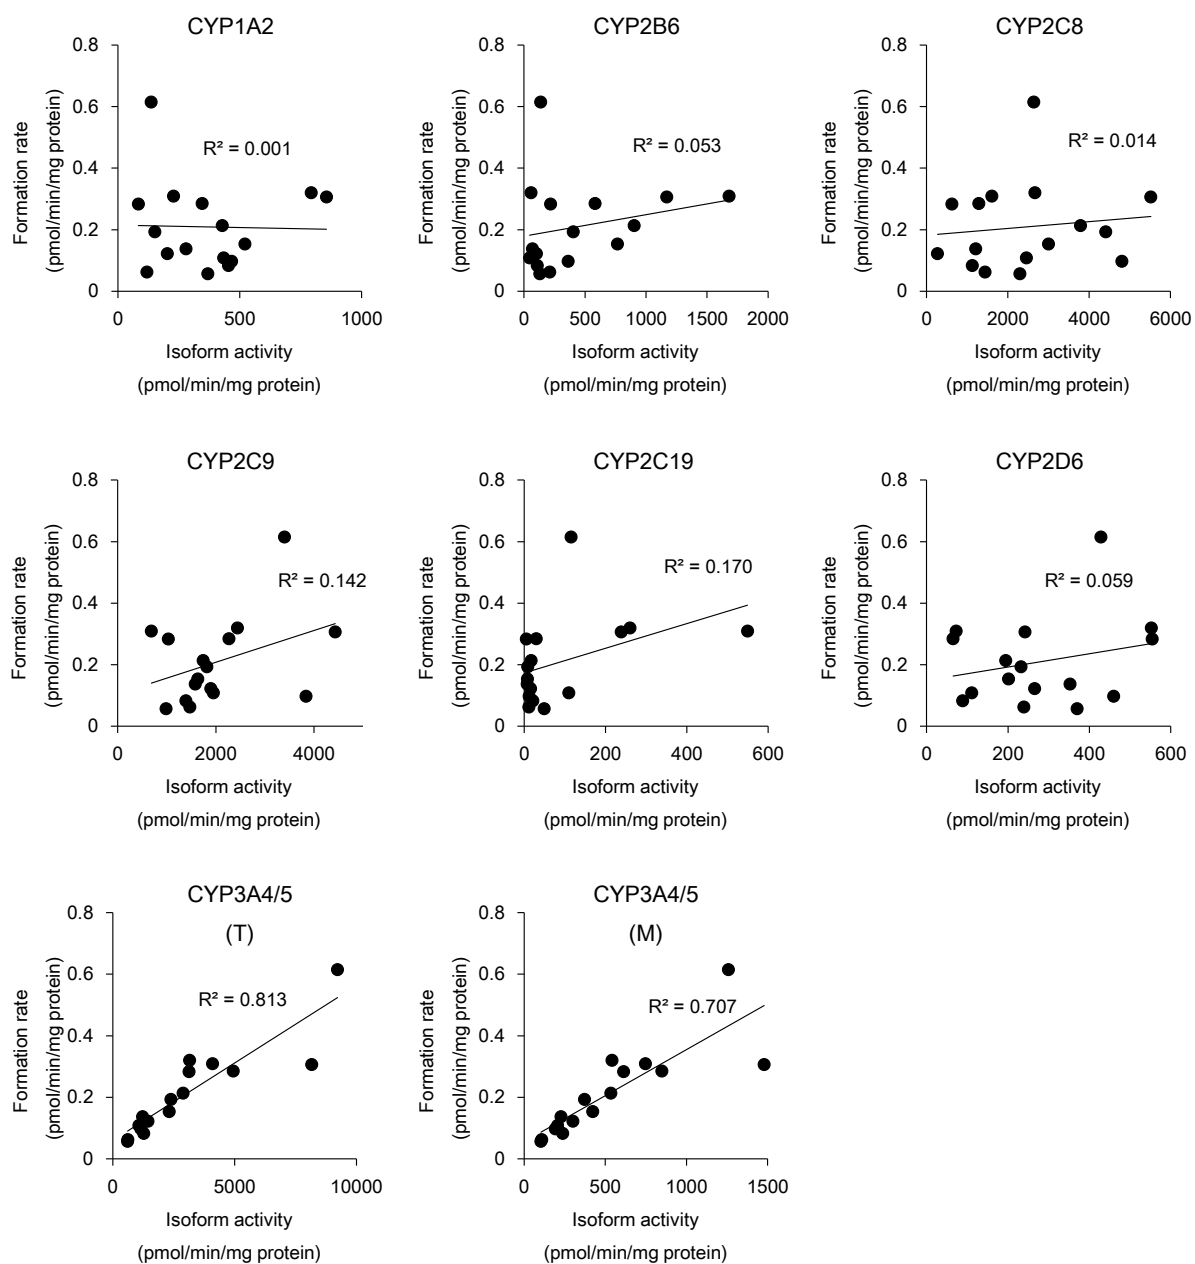 CYP1A2
0.8
0.6
0.4
0.2
0
0 500 1000
R² = 0.001
Formation rate
(pmol/min/mg protein)
Isoform activity
(pmol/min/mg protein)
CYP2B6
0.8
0.6
0.4
0.2
0
0 500 1000 1500 2000
R² = 0.053
Formation rate
(pmol/min/mg protein)
Isoform activity
(pmol/min/mg protein)
CYP2C8
0.8
0.6
0.4
0.2
0
0 2000 4000 6000
R² = 0.014
Formation rate
(pmol/min/mg protein)
Isoform activity
(pmol/min/mg protein)
CYP2C9
0.8
0.6
0.4
0.2
0
0 2000 4000
R² = 0.142
Formation rate
(pmol/min/mg protein)
Isoform activity
(pmol/min/mg protein)
CYP2C19
0.8
0.6
0.4
0.2
0
0 200 400 600
R² = 0.170
Formation rate
(pmol/min/mg protein)
Isoform activity
(pmol/min/mg protein)
CYP2D6
0.8
0.6
0.4
0.2
0
0 200 400 600
R² = 0.059
Formation rate
(pmol/min/mg protein)
Isoform activity
(pmol/min/mg protein)
CYP3A4/5
(T)
0.8
0.6
0.4
0.2
0
0 5000 10000
R² = 0.813
Formation rate
(pmol/min/mg protein)
Isoform activity
(pmol/min/mg protein)
CYP3A4/5
(M)
0.8
0.6
0.4
0.2
0
0 500 1000 1500
R² = 0.707
Formation rate
(pmol/min/mg protein)
Isoform activity
(pmol/min/mg protein)